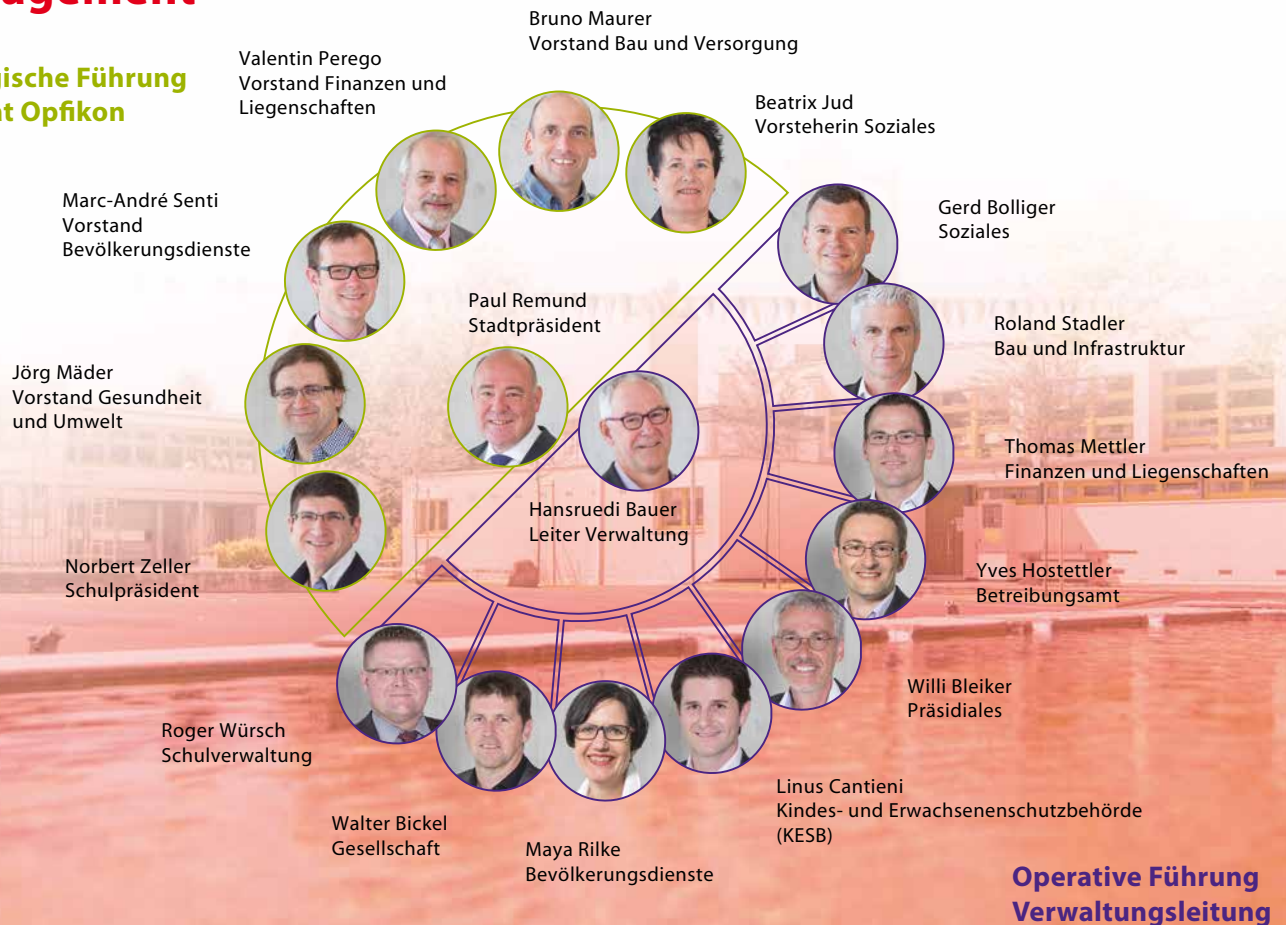 Bruno Maurer
Vorstand Bau und Versorgung
Valentin Perego
Vorstand Finanzen und
Liegenschaften
Führung
Opfikon
Beatrix Jud
Vorsteherin Soziales
Marc-André Senti
Vorstand
Bevölkerungsdienste
Gerd Bolliger
Soziales
Paul Remund
Stadtpräsident
Roland Stadler
Bau und Infrastruktur
Jörg Mäder
Vorstand Gesundheit
und Umwelt
Thomas Mettler
Finanzen und Liegenschaften
Hansruedi Bauer
Leiter Verwaltung
Norbert Zeller
Schulpräsident
Yves Hostettler
Betreibungsamt
Willi Bleiker
Präsidiales
Roger Würsch
Schulverwaltung
Linus Cantieni
Kindes- und Erwachsenenschutzbehörde
(KESB)
Walter Bickel
Gesellschaft
Maya Rilke
Bevölkerungsdienste
Operative Führung
Verwaltungsleitung